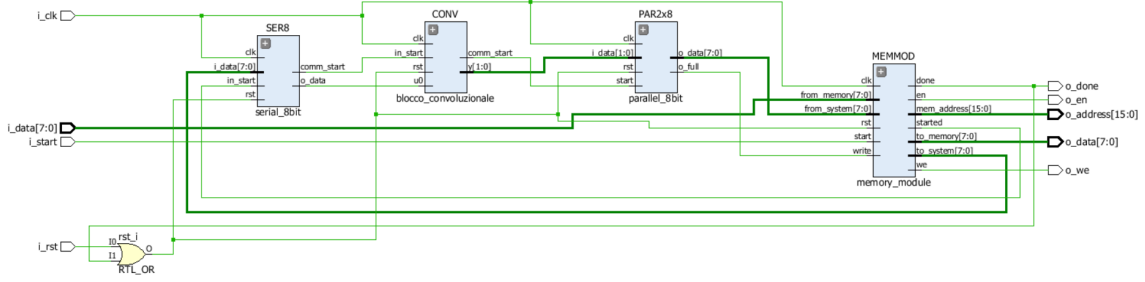 i_clk
SER8
clk
i_data[7:0]
in_start
rst
comm_start
o_data
serial_8bit
CONV
clk
in_start
rst
u0
comm_start
y[1:0]
blocco_convoluzionale
PAR2x8
clk
i_data[1:0]
rst
start
o_data[7:0]
o_full
parallel_8bit
MEMMOD
clk
from_memory[7:0]
from_system[7:0]
rst
start
write
done
en
mem_address[15:0]
started
to_memory[7:0]
to_system[7:0]
we
memory_module
o_done
o_en
o_address[15:0]
o_data[7:0]
o_we
i_data[7:0]
i_start
i_rst
rst_i
I0
I1
O
RTL_OR